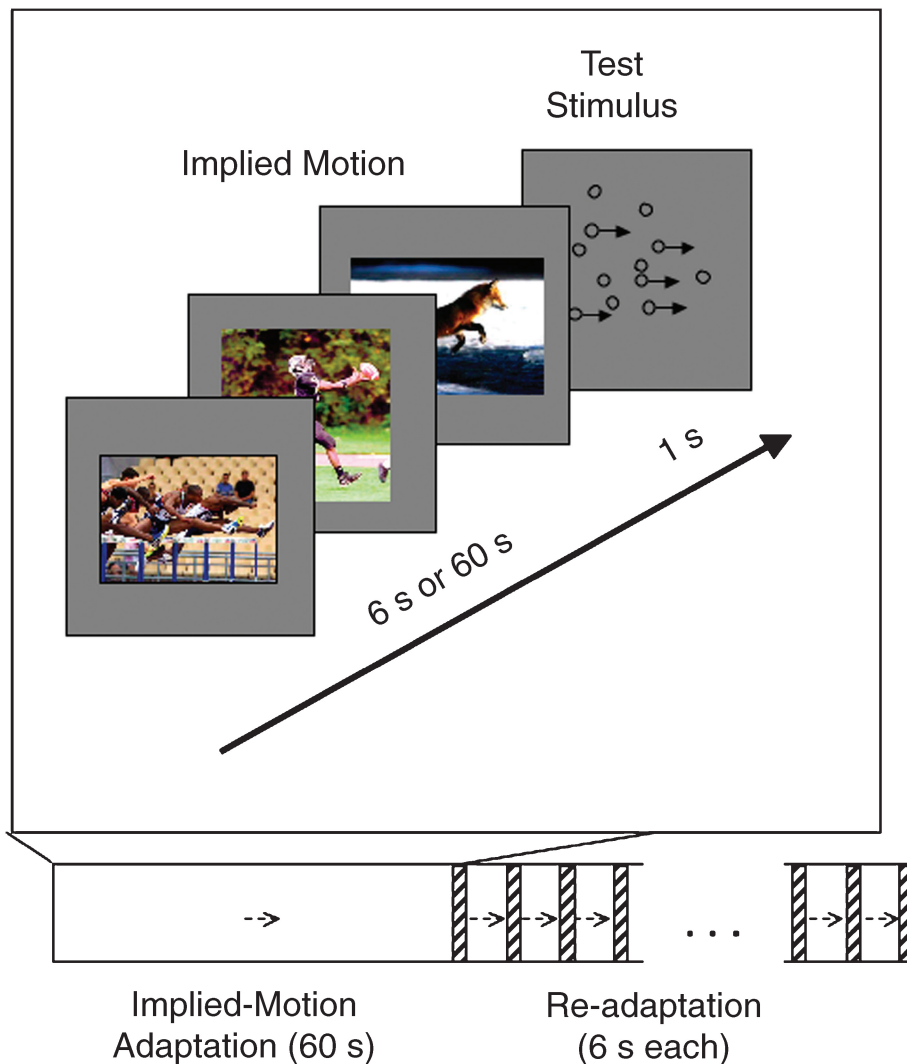 Test
Stimulus
Implied Motion
1 s
6 s or 60 s
. . .
Implied-Motion
Adaptation (60 s)
Re-adaptation
(6 s each)